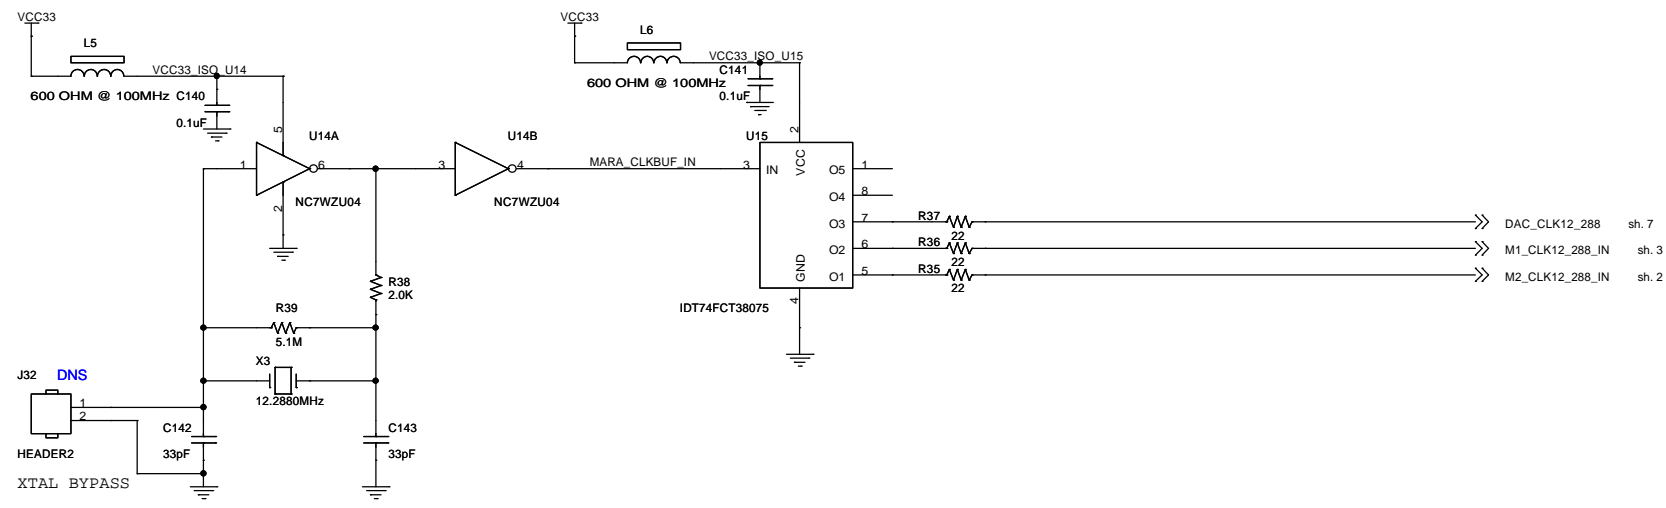 VCC33
VCC33
L5
L6
VCC33_ISO_U14
VCC33_ISO_U15
600 OHM @ 100MHz
C140
0.1uF
600 OHM @ 100MHz
C141
0.1uF
5
U14A
1
6
2
NC7WZU04
U14B
3
4
NC7WZU04
MARA_CLKBUF_IN
U15
2
3
IN
VCC
GND
O5
1
O4
8
O3
7
O2
6
O1
5
4
IDT74FCT38075
R37
22
DAC_CLK12_288 sh. 7
R36
22
M1_CLK12_288_IN sh. 3
R35
22
M2_CLK12_288_IN sh. 2
R38
2.0K
R39
5.1M
X3
12.2880MHz
J32 DNS
1
2
HEADER2
C142
33pF
C143
33pF
XTAL BYPASS